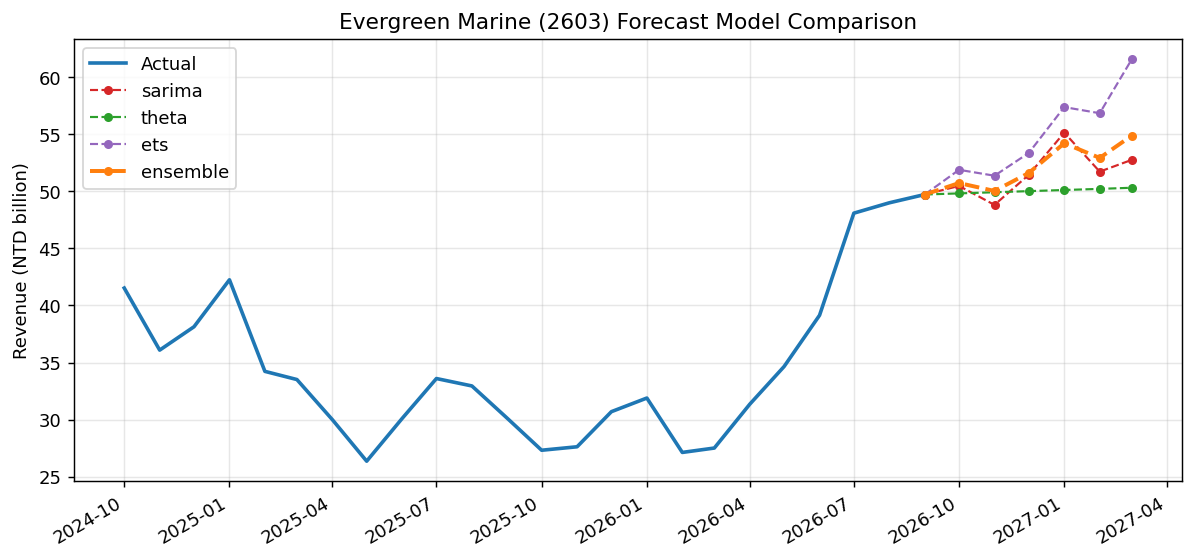 Evergreen Marine (2603) Forecast Model Comparison
Actual
sarima
theta
ets
ensemble
Revenue (NTD billion)
60
55
50
45
40
35
30
25
2024-10
2025-01
2025-04
2025-07
2025-10
2026-01
2026-04
2026-07
2026-10
2027-01
2027-04